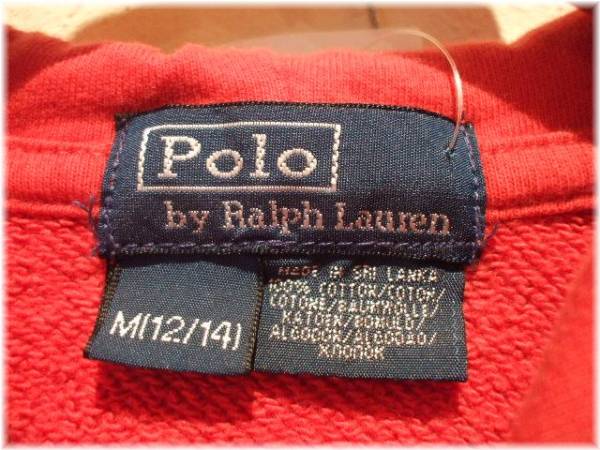 Polo
by Ralph Lauren
M(12/14)
MADE IN SRI LANKA
100% COTTON/COTON/
COTONE/BAUMWOLLE/
KATOEN/BOMULD/
ALGODON/ALGODAO/
ХЛОПОК